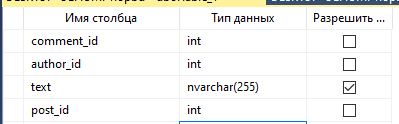 Имя столбца Тип данных Разрешить ...
comment_id int
author_id int
text nvarchar(255)
post_id int